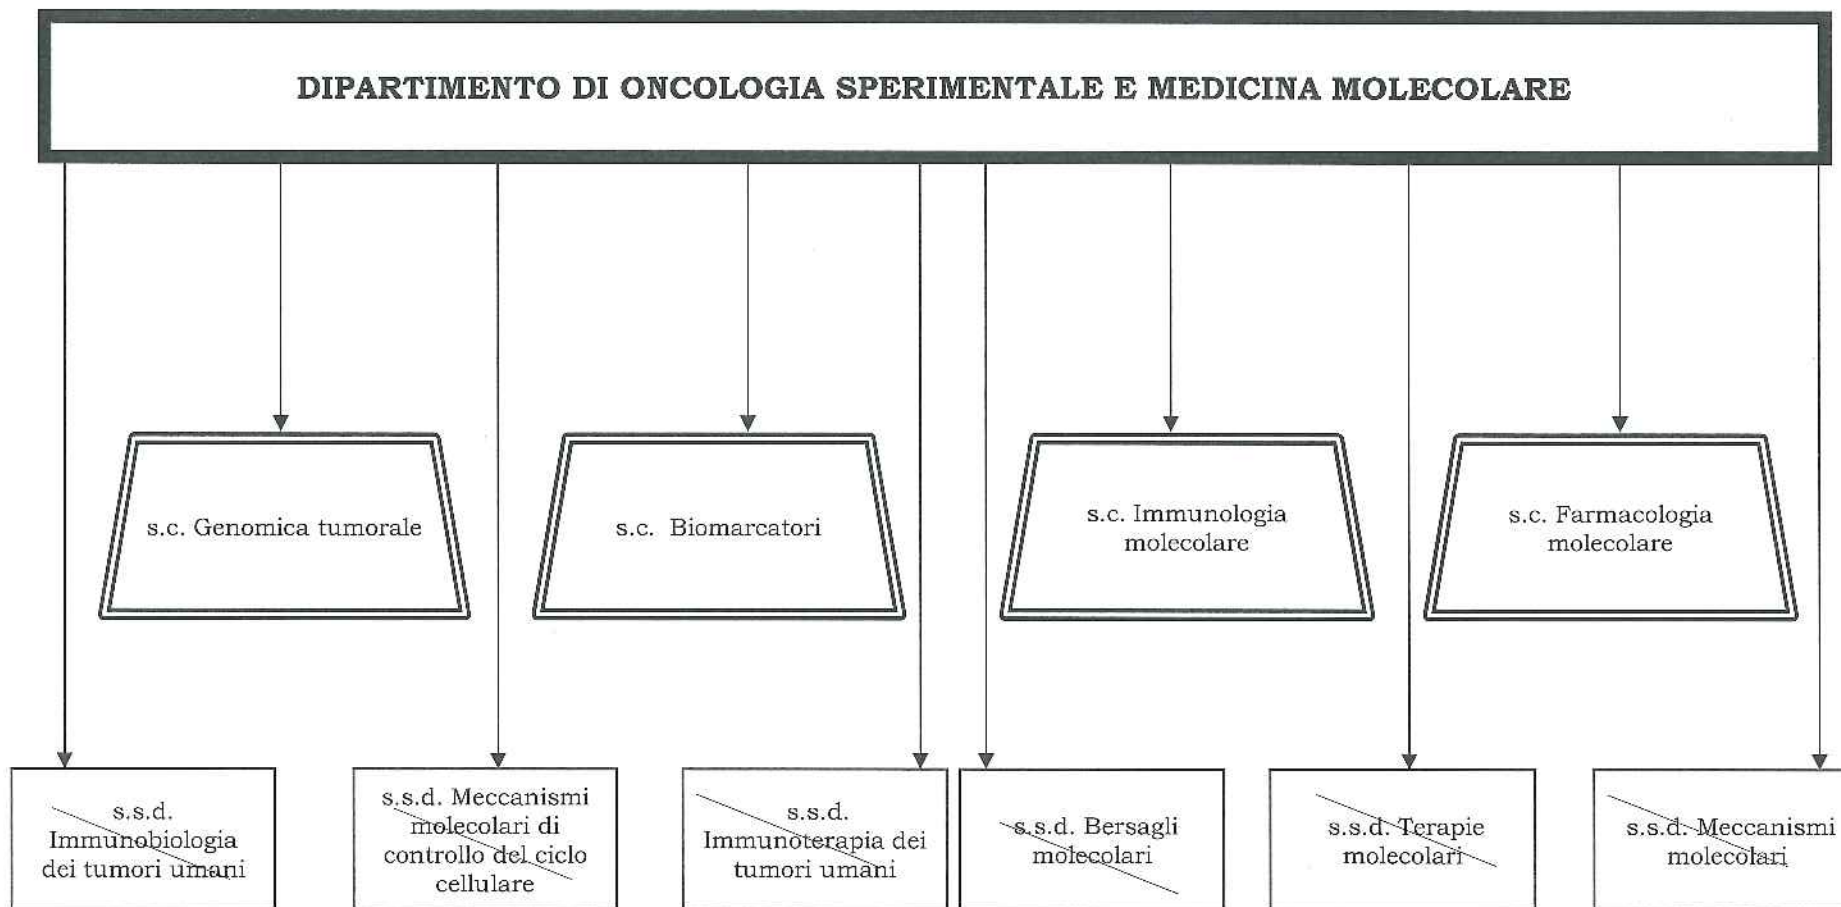 DIPARTIMENTO DI ONCOLOGIA SPERIMENTALE E MEDICINA MOLECOLARE
s.c. Genomica tumorale
s.c. Biomarcatori
s.c. Immunologia
molecolare
s.c. Farmacologia
molecolare
s.s.d.
Immunobiologia
dei tumori umani
s.s.d. Meccanismi
molecolari di
controllo del ciclo
cellulare
s.s.d.
Immunoterapia dei
tumori umani
s.s.d. Bersagli
molecolari
s.s.d. Terapie
molecolari
s.s.d. Meccanismi
molecolari